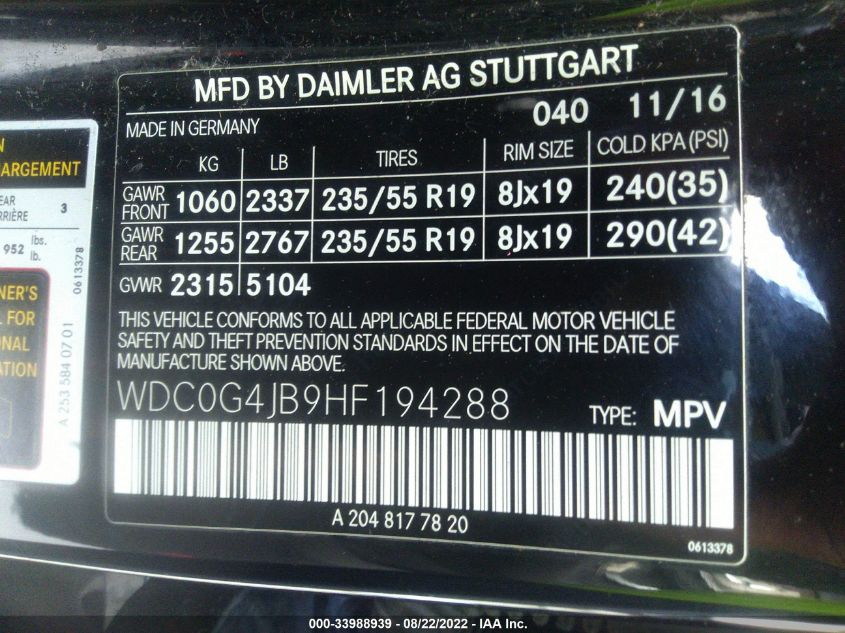 MFD BY DAIMLER AG STUTTGART
MADE IN GERMANY 040 11/16
KG LB TIRES RIM SIZE COLD KPA (PSI)
GAWR FRONT 1060 2337 235/55 R19 8Jx19 240(35)
GAWR REAR 1255 2767 235/55 R19 8Jx19 290(42)
GVWR 2315 5104
THIS VEHICLE CONFORMS TO ALL APPLICABLE FEDERAL MOTOR VEHICLE
SAFETY AND THEFT PREVENTION STANDARDS IN EFFECT ON THE DATE OF
MANUFACTURE SHOWN ABOVE.
WDC0G4JB9HF194288 TYPE: MPV
A 204 817 78 20
0613378
ARGEMENT
3
952 lbs.
lb.
0613378
NER'S
FOR
A 253 584 07 01
000-33988939 - 08/22/2022 - IAA Inc.